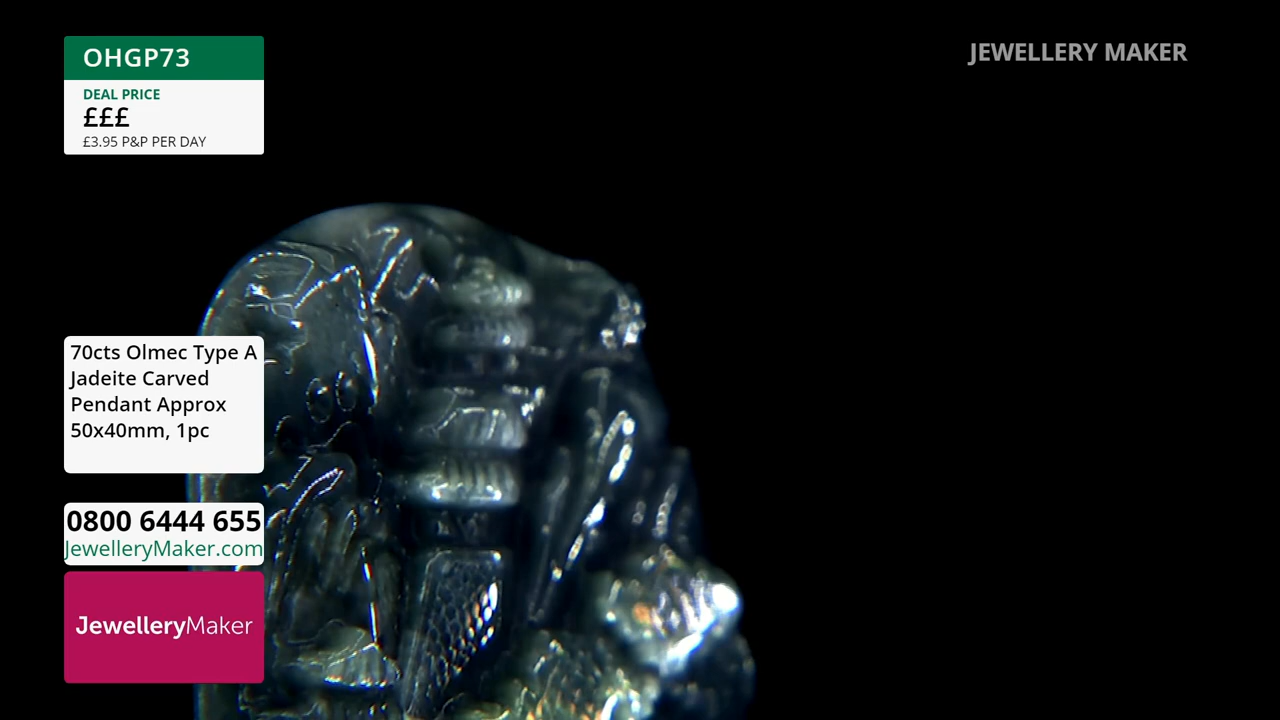 OHGP73
DEAL PRICE
£££
£3.95 P&P PER DAY
JEWELLERY MAKER
70cts Olmec Type A
Jadeite Carved
Pendant Approx
50x40mm, 1pc
0800 6444 655
JewelleryMaker.com
JewelleryMaker